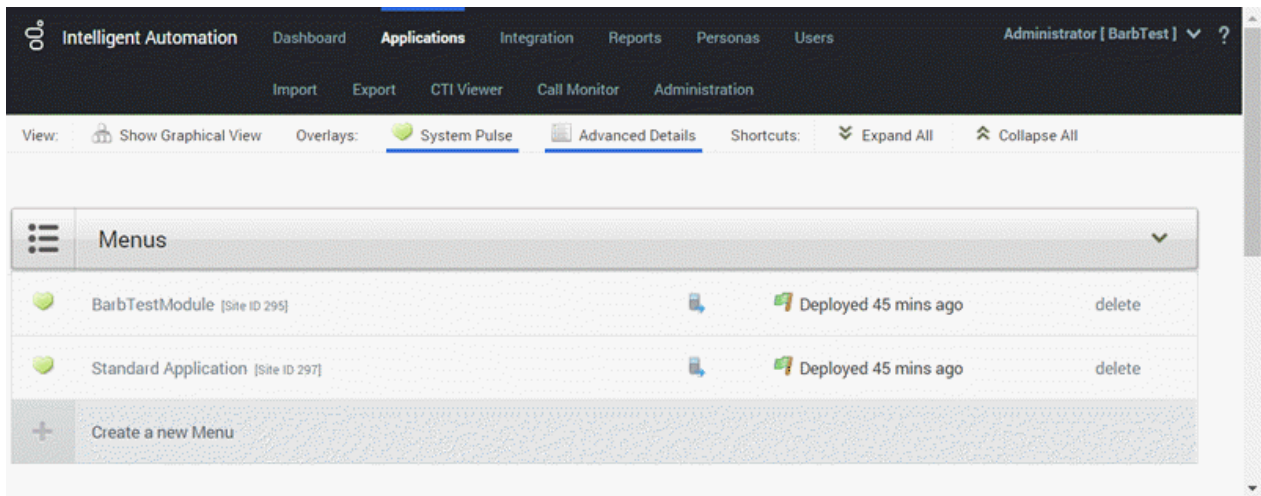 Intelligent Automation Dashboard Applications Integration Reports Personas Users Administrator [ BarbTest ] ?
Import Export CTI Viewer Call Monitor Administration
View: Show Graphical View Overlays: System Pulse Advanced Details Shortcuts: Expand All Collapse All
Menus
BarbTestModule [Site ID 295] Deployed 45 mins ago delete
Standard Application [Site ID 297] Deployed 45 mins ago delete
Create a new Menu